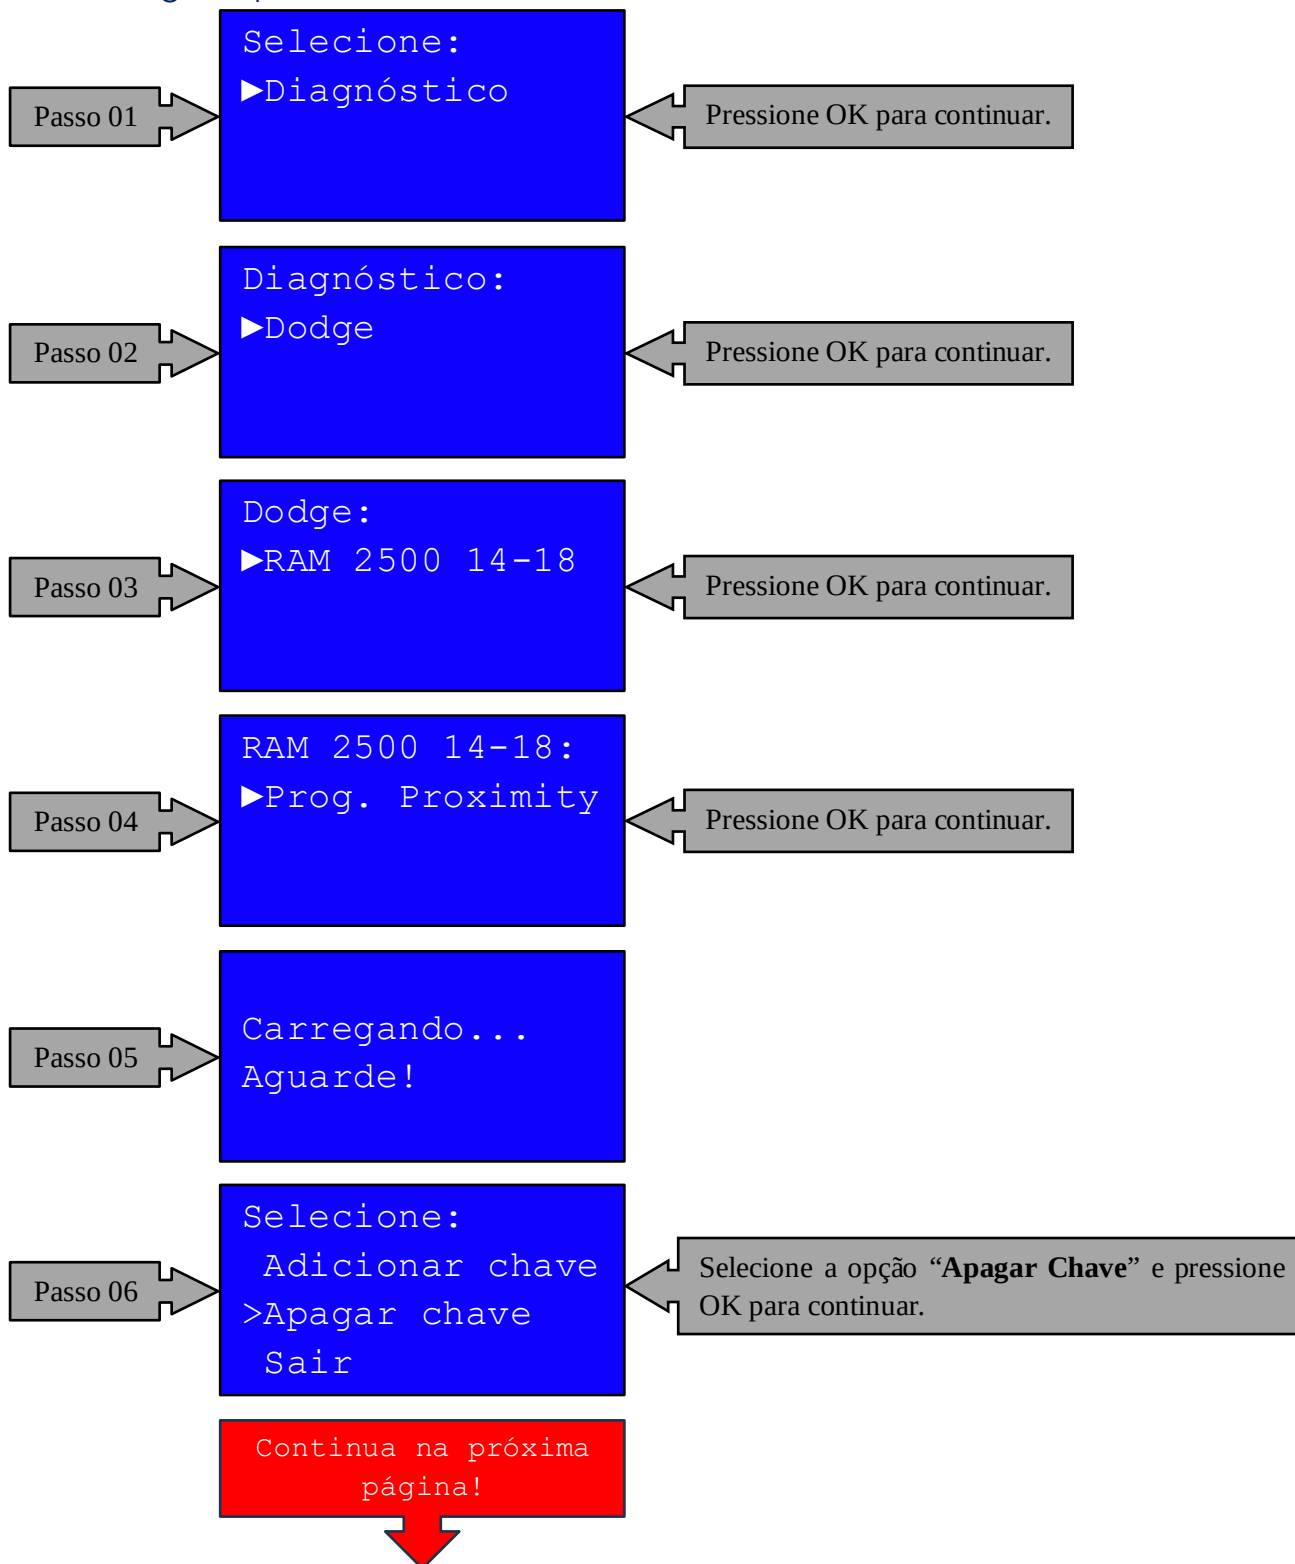 Selecione:
►Diagnóstico
Passo 01
Pressione OK para continuar.
Diagnóstico:
►Dodge
Passo 02
Pressione OK para continuar.
Dodge:
►RAM 2500 14-18
Passo 03
Pressione OK para continuar.
RAM 2500 14-18:
►Prog. Proximity
Passo 04
Pressione OK para continuar.
Carregando...
Aguarde!
Passo 05
Selecione:
Adicionar chave
>Apagar chave
Sair
Passo 06
Selecione a opção “Apagar Chave” e pressione
OK para continuar.
Continua na próxima
página!